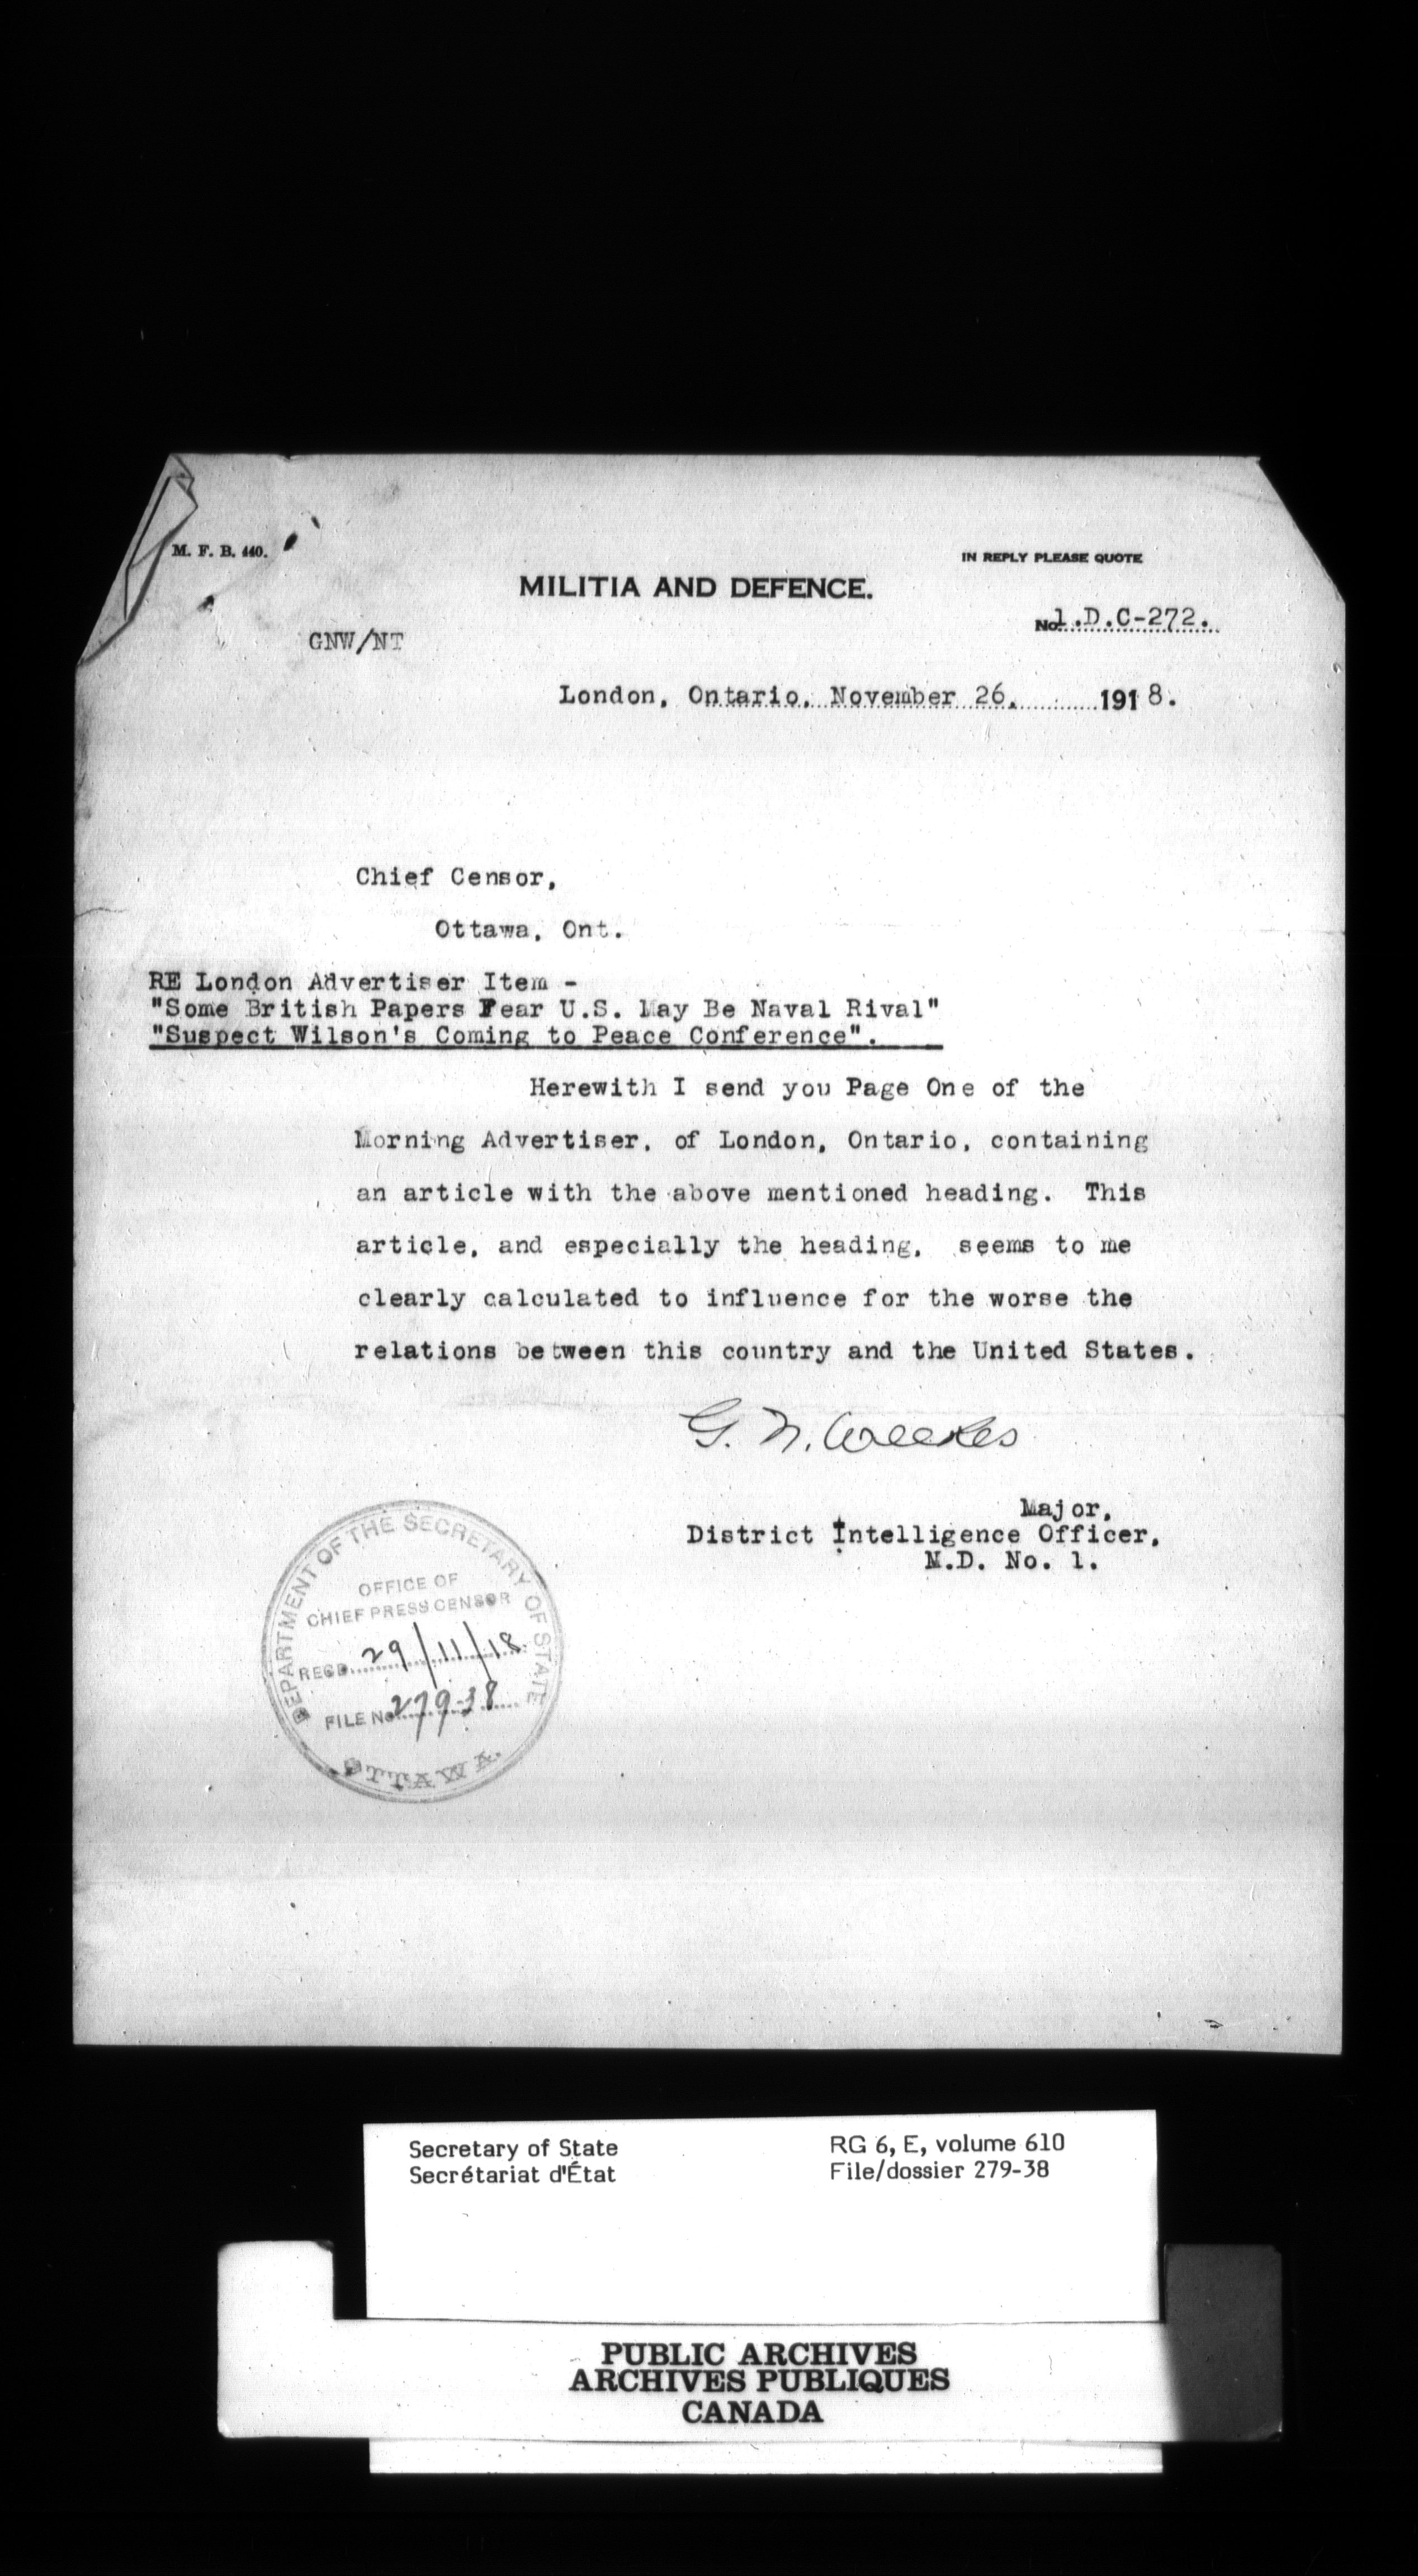 M. F. B. 440.
IN REPLY PLEASE QUOTE
MILITIA AND DEFENCE.
No. 1.D.C-272.
GNW/NT
London, Ontario, November 26, 1918.
Chief Censor,
Ottawa, Ont.
RE London Advertiser Item -
"Some British Papers Fear U.S. May Be Naval Rival"
"Suspect Wilson's Coming to Peace Conference".
Herewith I send you Page One of the
Morning Advertiser, of London, Ontario, containing
an article with the above mentioned heading. This
article, and especially the heading, seems to me
clearly calculated to influence for the worse the
relations between this country and the United States.
G. N. Weekes
Major,
District Intelligence Officer,
M.D. No. 1.
DEPARTMENT OF THE SECRETARY OF STATE
OFFICE OF
CHIEF PRESS CENSOR
RECD. 29/11/18
FILE No. 279-38
OTTAWA.
Secretary of State
Secrétariat d'État
RG 6, E, volume 610
File/dossier 279-38
PUBLIC ARCHIVES
ARCHIVES PUBLIQUES
CANADA